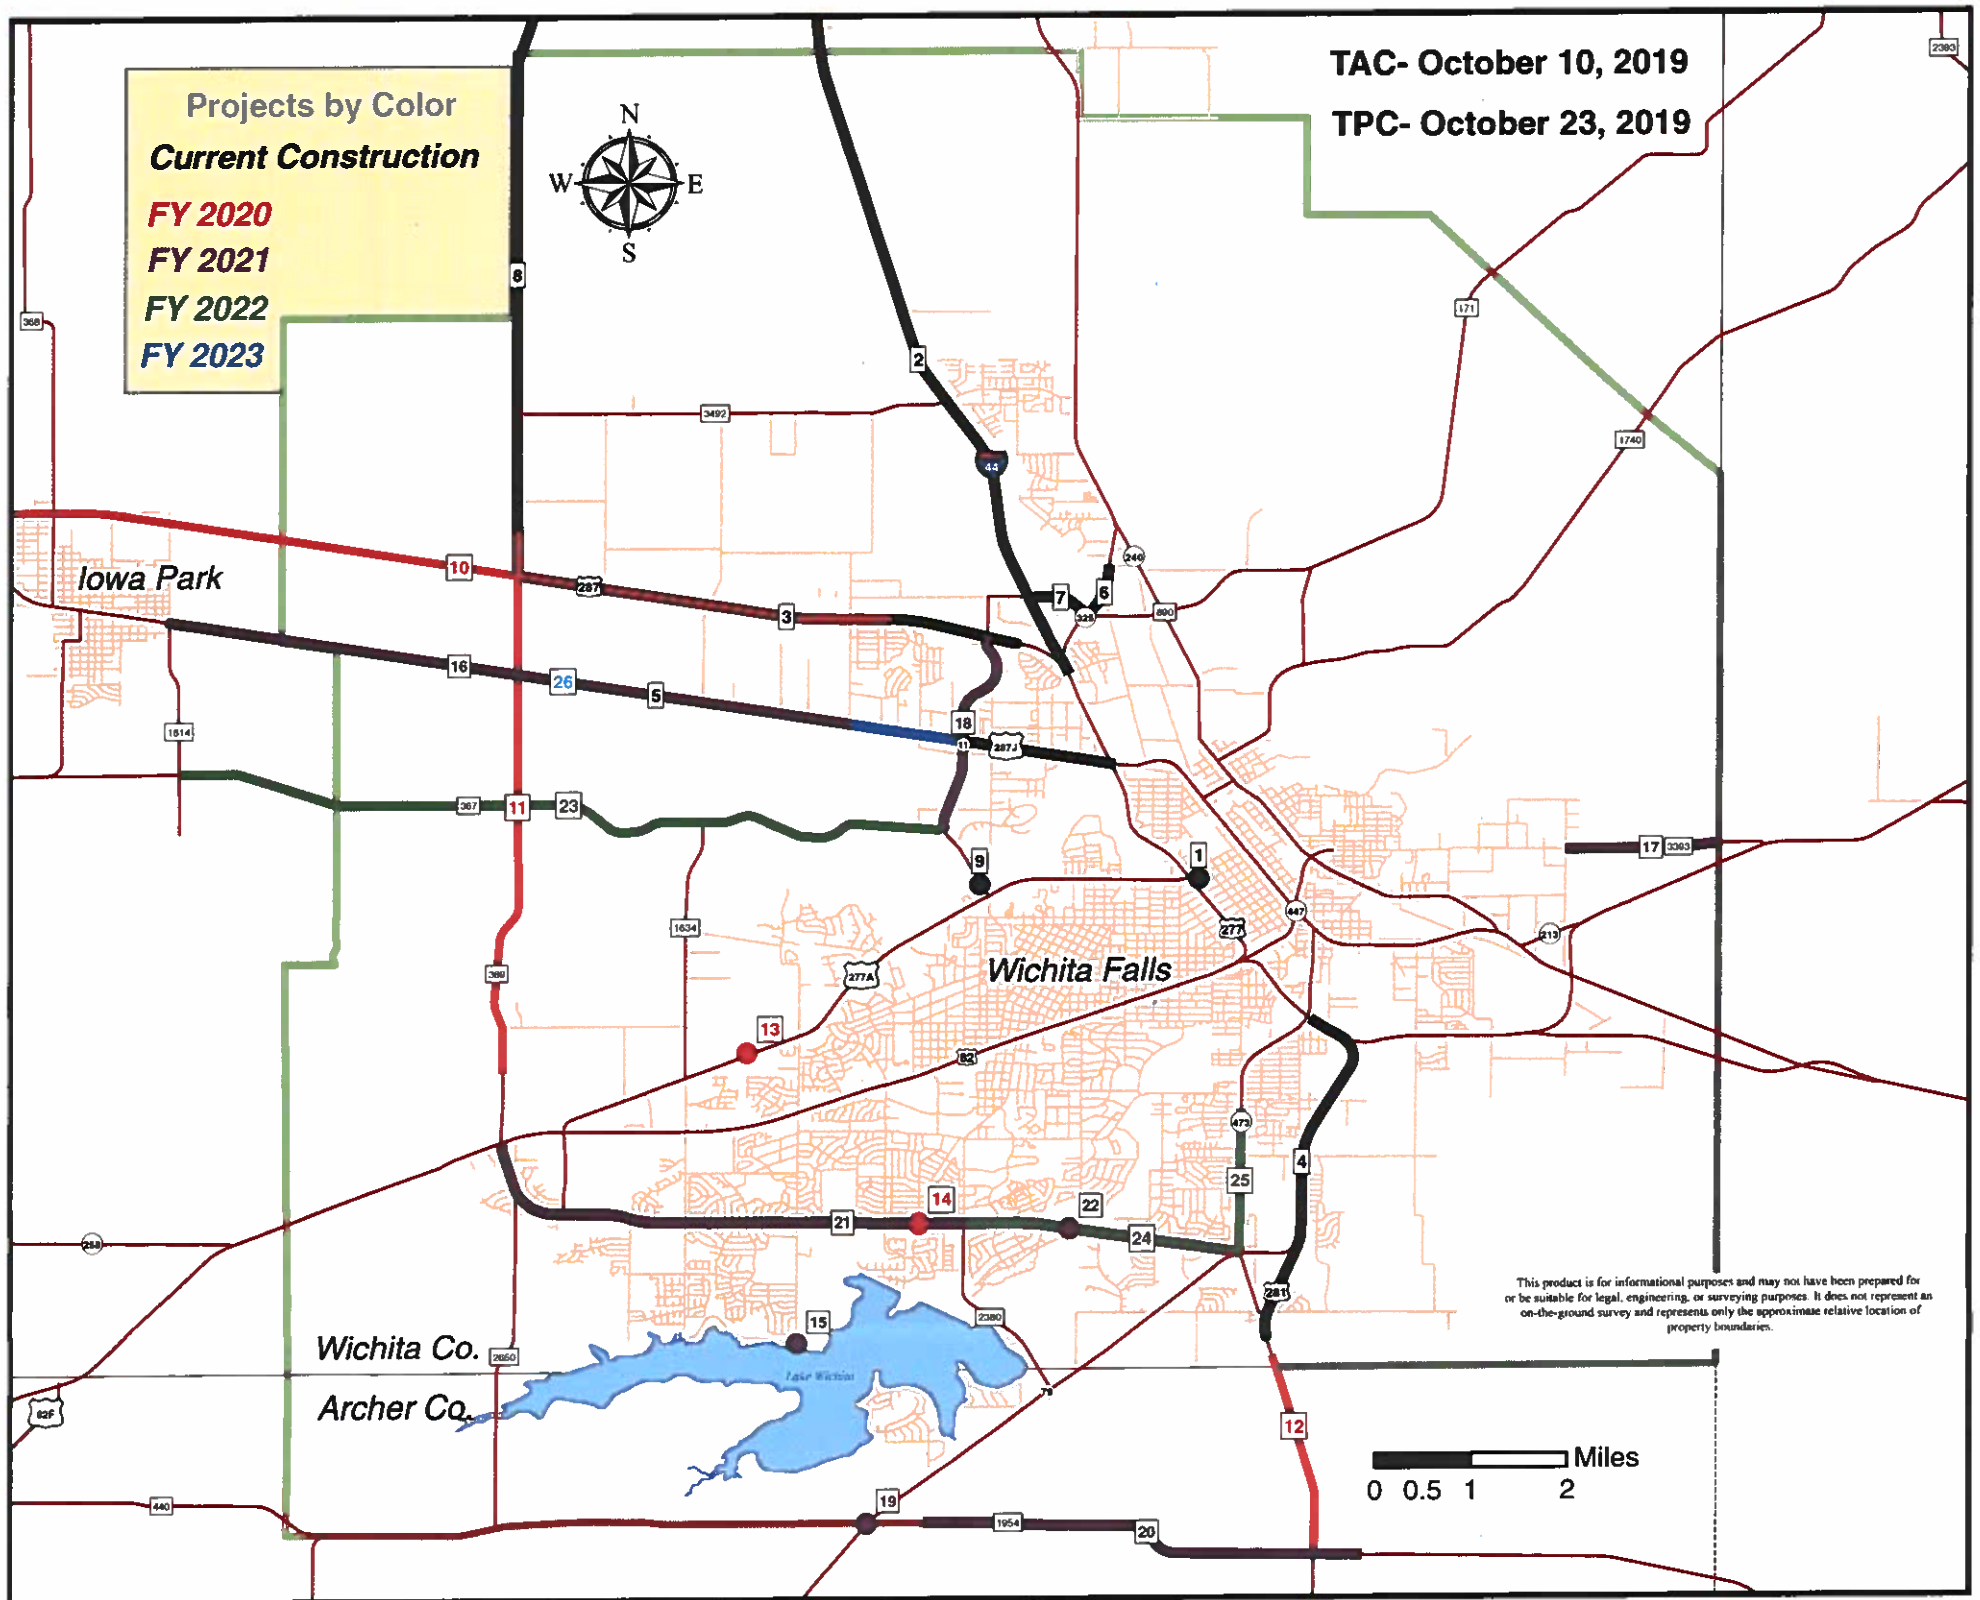 TAC- October 10, 2019
TPC- October 23, 2019
2393
Projects by Color
Current Construction
FY 2020
FY 2021
FY 2022
FY 2023
N
W
E
S
8
368
171
2
3492
1740
44
240
10
287
7
6
3
325
890
Iowa Park
16
26
5
18
11
287J
1814
367
11
23
9
1
17
3393
1634
447
277
213
369
277A
Wichita Falls
13
82
473
4
25
14
22
21
24
258
281
This product is for informational purposes and may not have been prepared for
or be suitable for legal, engineering, or surveying purposes. It does not represent an
on-the-ground survey and represents only the approximate relative location of
property boundaries.
15
2380
Wichita Co.
2650
Lake Wichita
79
Archer Co.
82F
12
Miles
0 0.5 1 2
19
440
1954
20